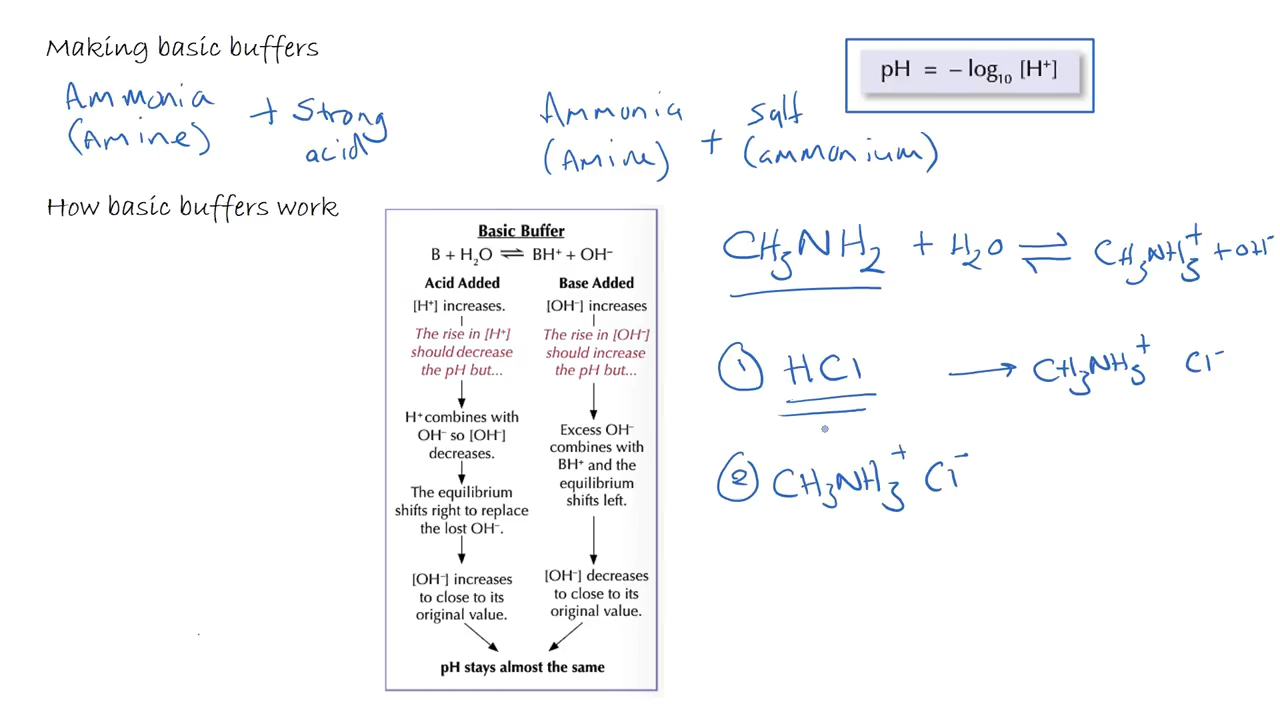 Making basic buffers
pH = – log₁₀ [H⁺]
Ammonia
(Amine)
+ Strong
acid
Ammonia
(Amine)
+
salt
(ammonium)
How basic buffers work
Basic Buffer
B + H₂O ⇌ BH⁺ + OH⁻
Acid Added
[H⁺] increases.
The rise in [H⁺]
should decrease
the pH but...
H⁺ combines with
OH⁻ so [OH⁻]
decreases.
The equilibrium
shifts right to replace
the lost OH⁻.
[OH⁻] increases
to close to its
original value.
Base Added
[OH⁻] increases
The rise in [OH⁻]
should increase
the pH but...
Excess OH⁻
combines with
BH⁺ and the
equilibrium
shifts left.
[OH⁻] decreases
to close to its
original value.
pH stays almost the same
CH₃NH₂ + H₂O ⇌ CH₃NH₃⁺ + OH⁻
① HCl → CH₃NH₃⁺ Cl⁻
② CH₃NH₃⁺ Cl⁻